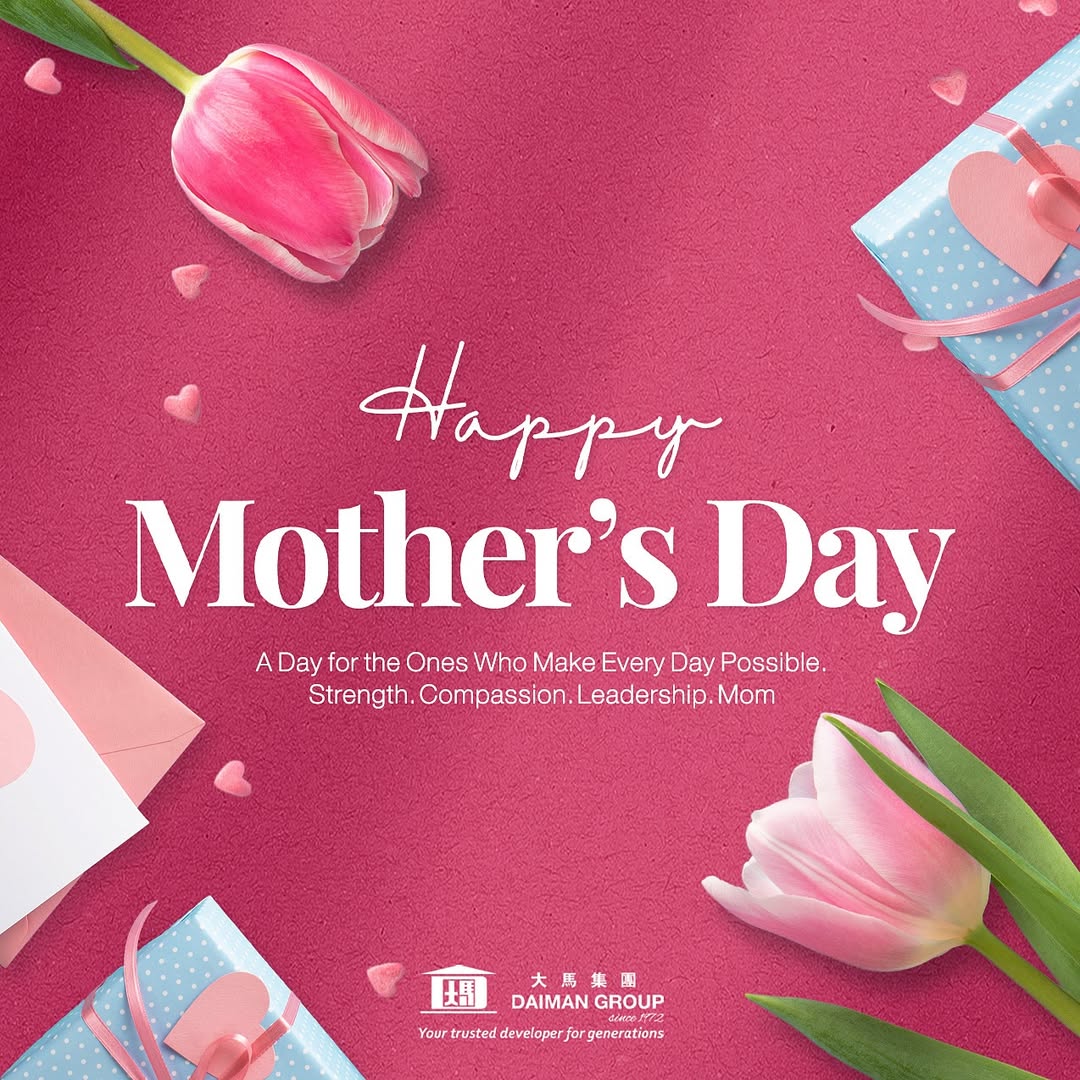 Happy
Mother's Day
A Day for the Ones Who Make Every Day Possible.
Strength. Compassion. Leadership. Mom
大馬集團
DAIMAN GROUP
since 1972
Your trusted developer for generations